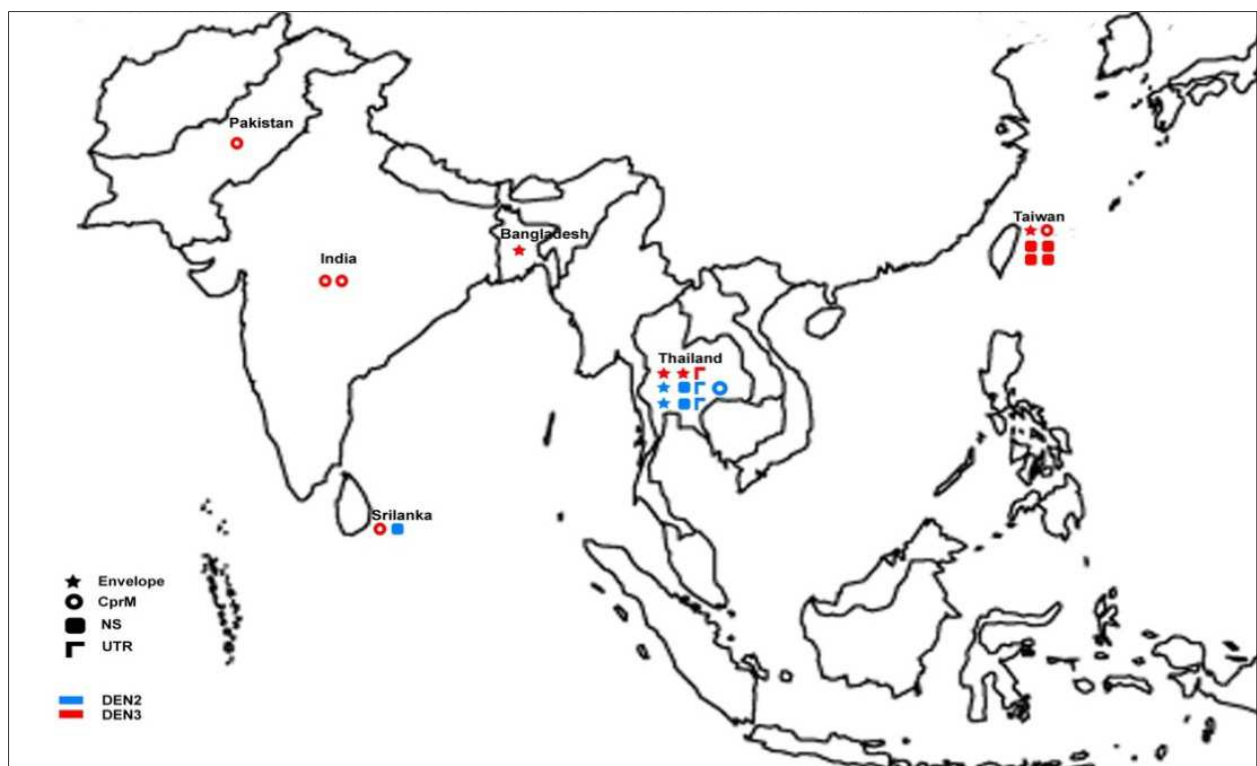 Pakistan
Taiwan
Bangladesh
India
Thailand
Srilanka
Envelope
CprM
NS
UTR
DEN2
DEN3